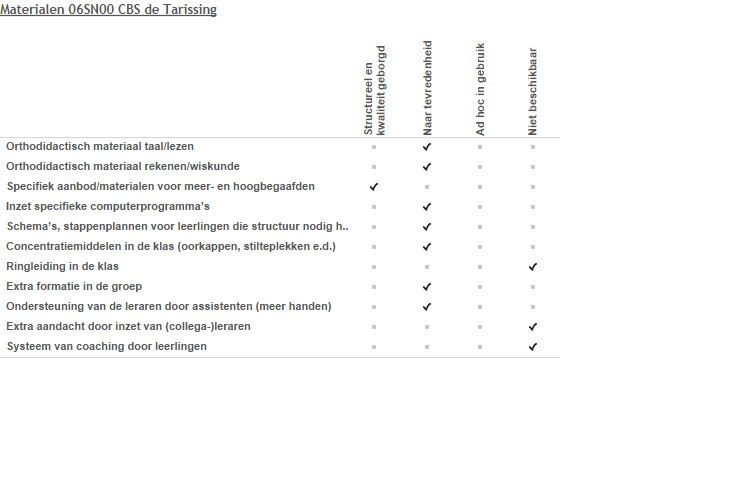 Materialen 06SN00 CBS de Tarissing
Structureel en
kwaliteit geborgd
Naar tevredenheid
Ad hoc in gebruik
Niet beschikbaar
Orthodidactisch materiaal taal/lezen
Orthodidactisch materiaal rekenen/wiskunde
Specifiek aanbod/materialen voor meer- en hoogbegaafden
Inzet specifieke computerprogramma's
Schema's, stappenplannen voor leerlingen die structuur nodig h..
Concentratiemiddelen in de klas (oorkappen, stilteplekken e.d.)
Ringleiding in de klas
Extra formatie in de groep
Ondersteuning van de leraren door assistenten (meer handen)
Extra aandacht door inzet van (collega-)leraren
Systeem van coaching door leerlingen